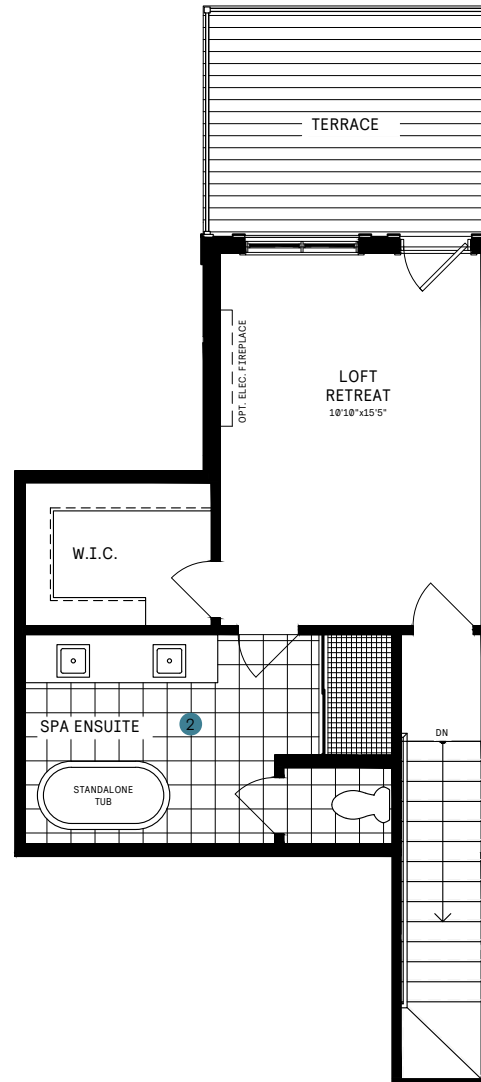 TERRACE
OPT. ELEC. FIREPLACE
LOFT
RETREAT
10'10"x15'5"
W.I.C.
SPA ENSUITE
2
DN
STANDALONE
TUB